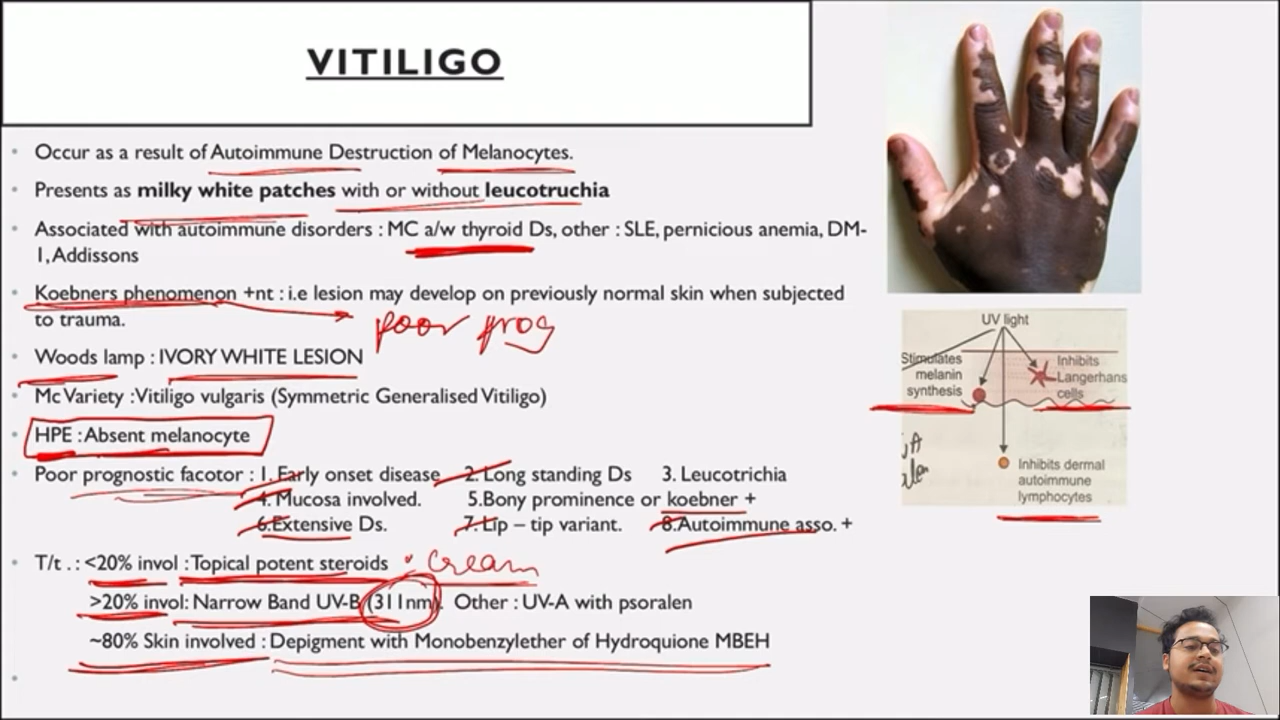 VITILIGO
Occur as a result of Autoimmune Destruction of Melanocytes.
Presents as milky white patches with or without leucotruchia
Associated with autoimmune disorders : MC a/w thyroid Ds, other : SLE, pernicious anemia, DM-
1, Addissons
Koebners phenomenon +nt : i.e lesion may develop on previously normal skin when subjected
to trauma.
poor prog
Woods lamp : IVORY WHITE LESION
Mc Variety : Vitiligo vulgaris (Symmetric Generalised Vitiligo)
HPE : Absent melanocyte
Poor prognostic facotor : 1. Early onset disease 2. Long standing Ds 3. Leucotrichia
4. Mucosa involved. 5.Bony prominence or koebner +
6.Extensive Ds. 7. Lip – tip variant. 8.Autoimmune asso. +
T/t . : <20% invol : Topical potent steroids cream
>20% invol: Narrow Band UV-B (311nm). Other : UV-A with psoralen
~80% Skin involved : Depigment with Monobenzylether of Hydroquione MBEH
UV light
Stimulates
melanin
synthesis
Inhibits
Langerhans
cells
Inhibits dermal
autoimmune
lymphocytes